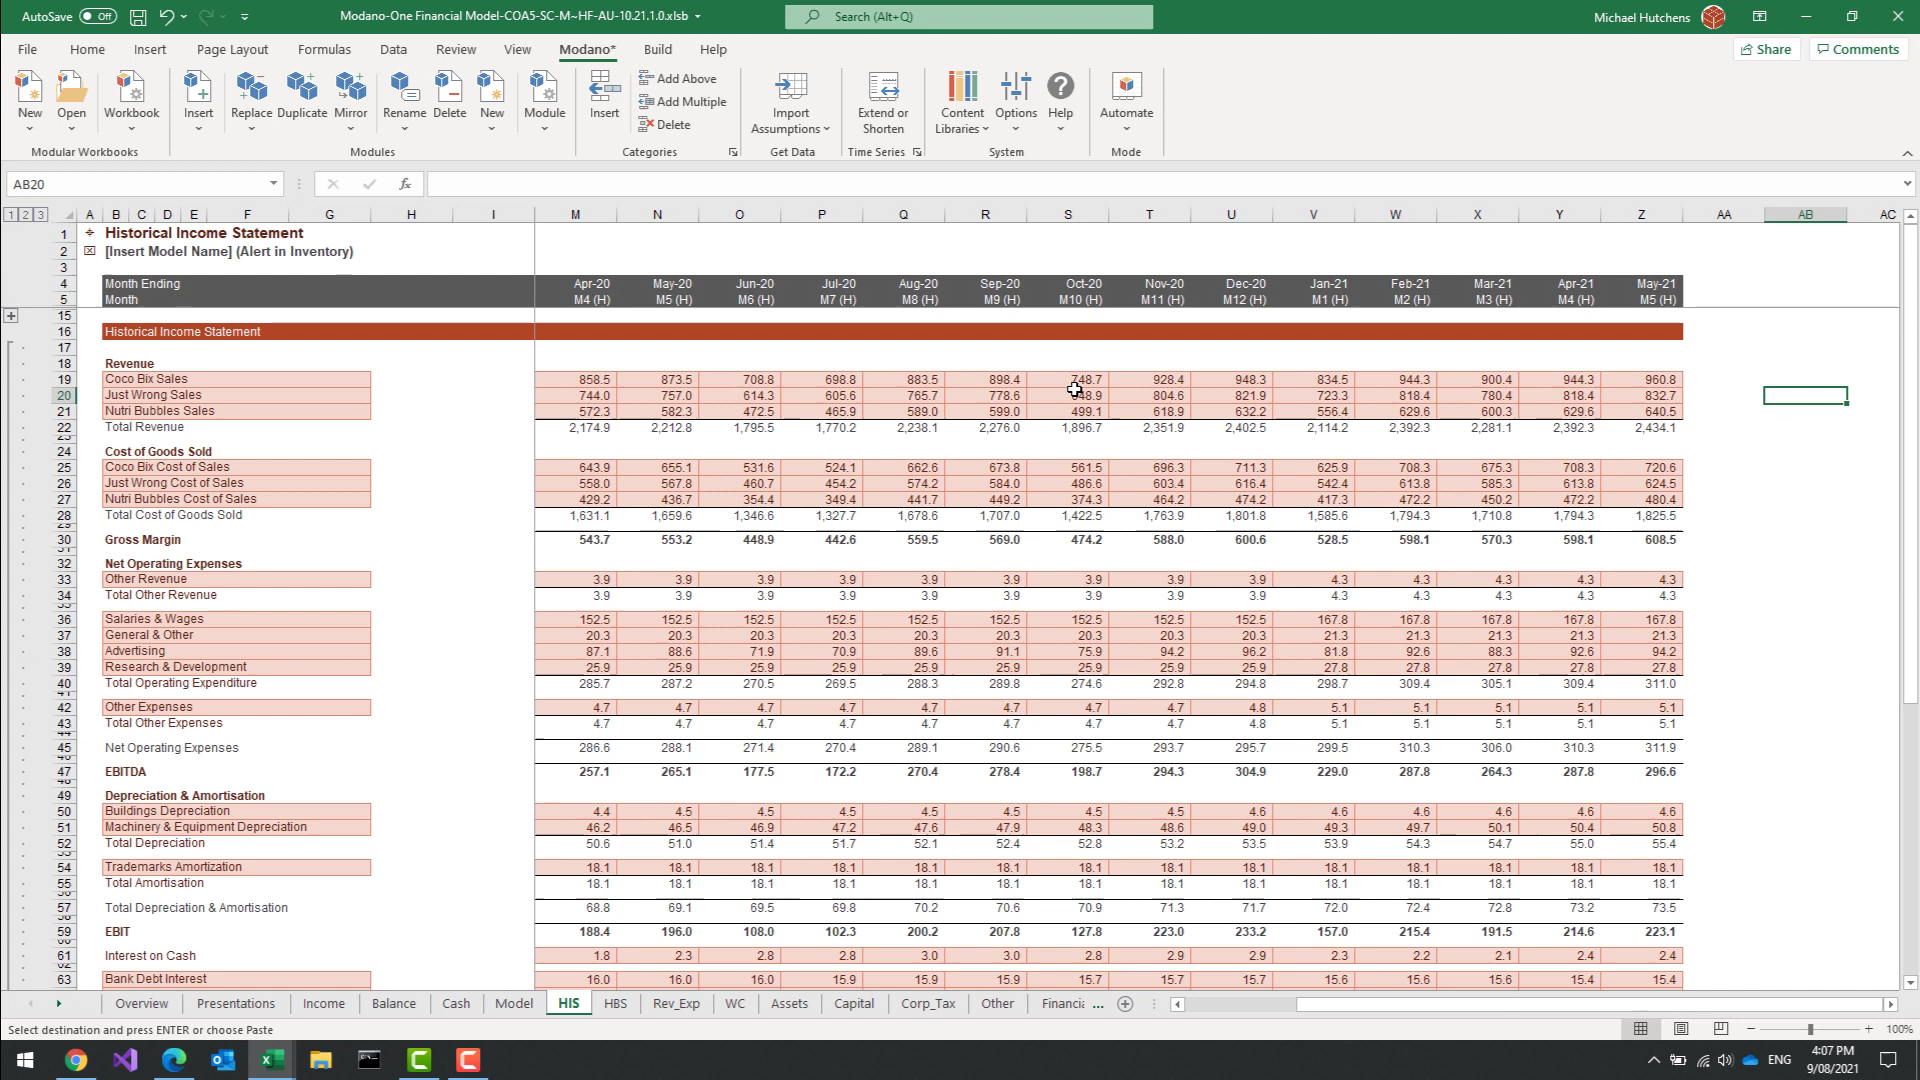 AutoSave Off Modano-One Financial Model-COA5-SC-M~HF-AU-10.21.1.0.xlsb Search (Alt+Q) Michael Hutchens
File Home Insert Page Layout Formulas Data Review View Modano* Build Help Share Comments
New Open Workbook Insert Replace Duplicate Mirror Rename Delete New Module Insert Add Above Add Multiple Delete Import Assumptions Extend or Shorten Content Libraries Options Help Automate
Modular Workbooks Modules Categories Get Data Time Series System Mode
AB20 fx
1 2 3 A B C D E F G H I M N O P Q R S T U V W X Y Z AA AB AC
1 Historical Income Statement
2 [Insert Model Name] (Alert in Inventory)
3
4 Month Ending Apr-20 May-20 Jun-20 Jul-20 Aug-20 Sep-20 Oct-20 Nov-20 Dec-20 Jan-21 Feb-21 Mar-21 Apr-21 May-21
5 Month M4 (H) M5 (H) M6 (H) M7 (H) M8 (H) M9 (H) M10 (H) M11 (H) M12 (H) M1 (H) M2 (H) M3 (H) M4 (H) M5 (H)
15
16 Historical Income Statement
17
18 Revenue
19 Coco Bix Sales 858.5 873.5 708.8 698.8 883.5 898.4 748.7 928.4 948.3 834.5 944.3 900.4 944.3 960.8
20 Just Wrong Sales 744.0 757.0 614.3 605.6 765.7 778.6 804.6 821.9 723.3 818.4 780.4 818.4 832.7
21 Nutri Bubbles Sales 572.3 582.3 472.5 465.9 589.0 599.0 499.1 618.9 632.2 556.4 629.6 600.3 629.6 640.5
22 Total Revenue 2,174.9 2,212.8 1,795.5 1,770.2 2,238.1 2,276.0 1,896.7 2,351.9 2,402.5 2,114.2 2,392.3 2,281.1 2,392.3 2,434.1
24 Cost of Goods Sold
25 Coco Bix Cost of Sales 643.9 655.1 531.6 524.1 662.6 673.8 561.5 696.3 711.3 625.9 708.3 675.3 708.3 720.6
26 Just Wrong Cost of Sales 558.0 567.8 460.7 454.2 574.2 584.0 486.6 603.4 616.4 542.4 613.8 585.3 613.8 624.5
27 Nutri Bubbles Cost of Sales 429.2 436.7 354.4 349.4 441.7 449.2 374.3 464.2 474.2 417.3 472.2 450.2 472.2 480.4
28 Total Cost of Goods Sold 1,631.1 1,659.6 1,346.6 1,327.7 1,678.6 1,707.0 1,422.5 1,763.9 1,801.8 1,585.6 1,794.3 1,710.8 1,794.3 1,825.5
30 Gross Margin 543.7 553.2 448.9 442.6 559.5 569.0 474.2 588.0 600.6 528.5 598.1 570.3 598.1 608.5
32 Net Operating Expenses
33 Other Revenue 3.9 3.9 3.9 3.9 3.9 3.9 3.9 3.9 3.9 4.3 4.3 4.3 4.3 4.3
34 Total Other Revenue 3.9 3.9 3.9 3.9 3.9 3.9 3.9 3.9 3.9 4.3 4.3 4.3 4.3 4.3
36 Salaries & Wages 152.5 152.5 152.5 152.5 152.5 152.5 152.5 152.5 152.5 167.8 167.8 167.8 167.8 167.8
37 General & Other 20.3 20.3 20.3 20.3 20.3 20.3 20.3 20.3 20.3 21.3 21.3 21.3 21.3 21.3
38 Advertising 87.1 88.6 71.9 70.9 89.6 91.1 75.9 94.2 96.2 81.8 92.6 88.3 92.6 94.2
39 Research & Development 25.9 25.9 25.9 25.9 25.9 25.9 25.9 25.9 25.9 27.8 27.8 27.8 27.8 27.8
40 Total Operating Expenditure 285.7 287.2 270.5 269.5 288.3 289.8 274.6 292.8 294.8 298.7 309.4 305.1 309.4 311.0
42 Other Expenses 4.7 4.7 4.7 4.7 4.7 4.7 4.7 4.7 4.8 5.1 5.1 5.1 5.1 5.1
43 Total Other Expenses 4.7 4.7 4.7 4.7 4.7 4.7 4.7 4.7 4.8 5.1 5.1 5.1 5.1 5.1
45 Net Operating Expenses 286.6 288.1 271.4 270.4 289.1 290.6 275.5 293.7 295.7 299.5 310.3 306.0 310.3 311.9
47 EBITDA 257.1 265.1 177.5 172.2 270.4 278.4 198.7 294.3 304.9 229.0 287.8 264.3 287.8 296.6
49 Depreciation & Amortisation
50 Buildings Depreciation 4.4 4.5 4.5 4.5 4.5 4.5 4.5 4.5 4.6 4.6 4.6 4.6 4.6 4.6
51 Machinery & Equipment Depreciation 46.2 46.5 46.9 47.2 47.6 47.9 48.3 48.6 49.0 49.3 49.7 50.1 50.4 50.8
52 Total Depreciation 50.6 51.0 51.4 51.7 52.1 52.4 52.8 53.2 53.5 53.9 54.3 54.7 55.0 55.4
54 Trademarks Amortization 18.1 18.1 18.1 18.1 18.1 18.1 18.1 18.1 18.1 18.1 18.1 18.1 18.1 18.1
55 Total Amortisation 18.1 18.1 18.1 18.1 18.1 18.1 18.1 18.1 18.1 18.1 18.1 18.1 18.1 18.1
57 Total Depreciation & Amortisation 68.8 69.1 69.5 69.8 70.2 70.6 70.9 71.3 71.7 72.0 72.4 72.8 73.2 73.5
59 EBIT 188.4 196.0 108.0 102.3 200.2 207.8 127.8 223.0 233.2 157.0 215.4 191.5 214.6 223.1
61 Interest on Cash 1.8 2.3 2.8 2.8 3.0 3.0 2.8 2.9 2.9 2.3 2.2 2.1 2.4 2.4
63 Bank Debt Interest 16.0 16.0 16.0 15.9 15.9 15.9 15.7 15.7 15.7 15.6 15.6 15.6 15.4 15.4
Overview Presentations Income Balance Cash Model HIS HBS Rev_Exp WC Assets Capital Corp_Tax Other Financia ...
Select destination and press ENTER or choose Paste 100%
ENG 4:07 PM
9/08/2021